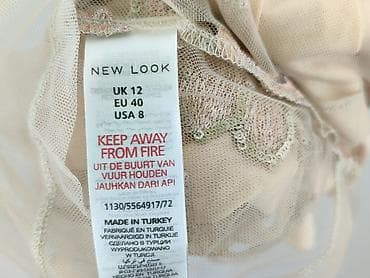 NEW LOOK
UK 12
EU 40
USA 8
KEEP AWAY
FROM FIRE
UIT DE BUURT VAN
VUUR HOUDEN
JAUHKAN DARI API
1130/5564917/72
MADE IN TURKEY
FABRIQUÉ EN TURQUIE
VERVAARDIGD IN TURKIJE
СДЕЛАНО В ТУРЦИИ
WYPRODUKOWANO
W TURCJI